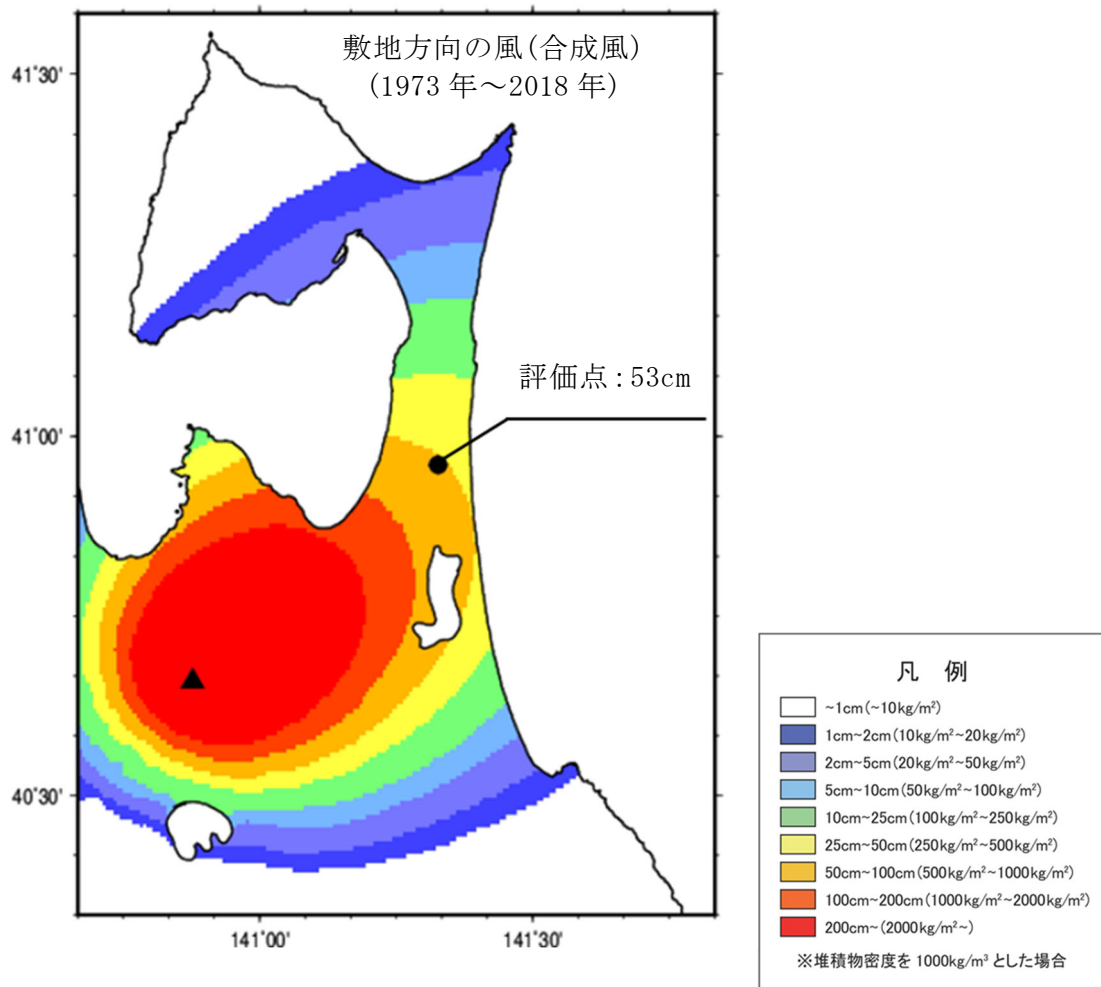 敷地方向の風(合成風)
(1973 年～2018 年)
41°30'
評価点:53cm
41°00'
40°30'
141°00'
141°30'
凡 例
~1cm(~10kg/m²)
1cm~2cm(10kg/m²~20kg/m²)
2cm~5cm(20kg/m²~50kg/m²)
5cm~10cm(50kg/m²~100kg/m²)
10cm~25cm(100kg/m²~250kg/m²)
25cm~50cm(250kg/m²~500kg/m²)
50cm~100cm(500kg/m²~1000kg/m²)
100cm~200cm(1000kg/m²~2000kg/m²)
200cm~(2000kg/m²~)
※堆積物密度を 1000kg/m³ とした場合